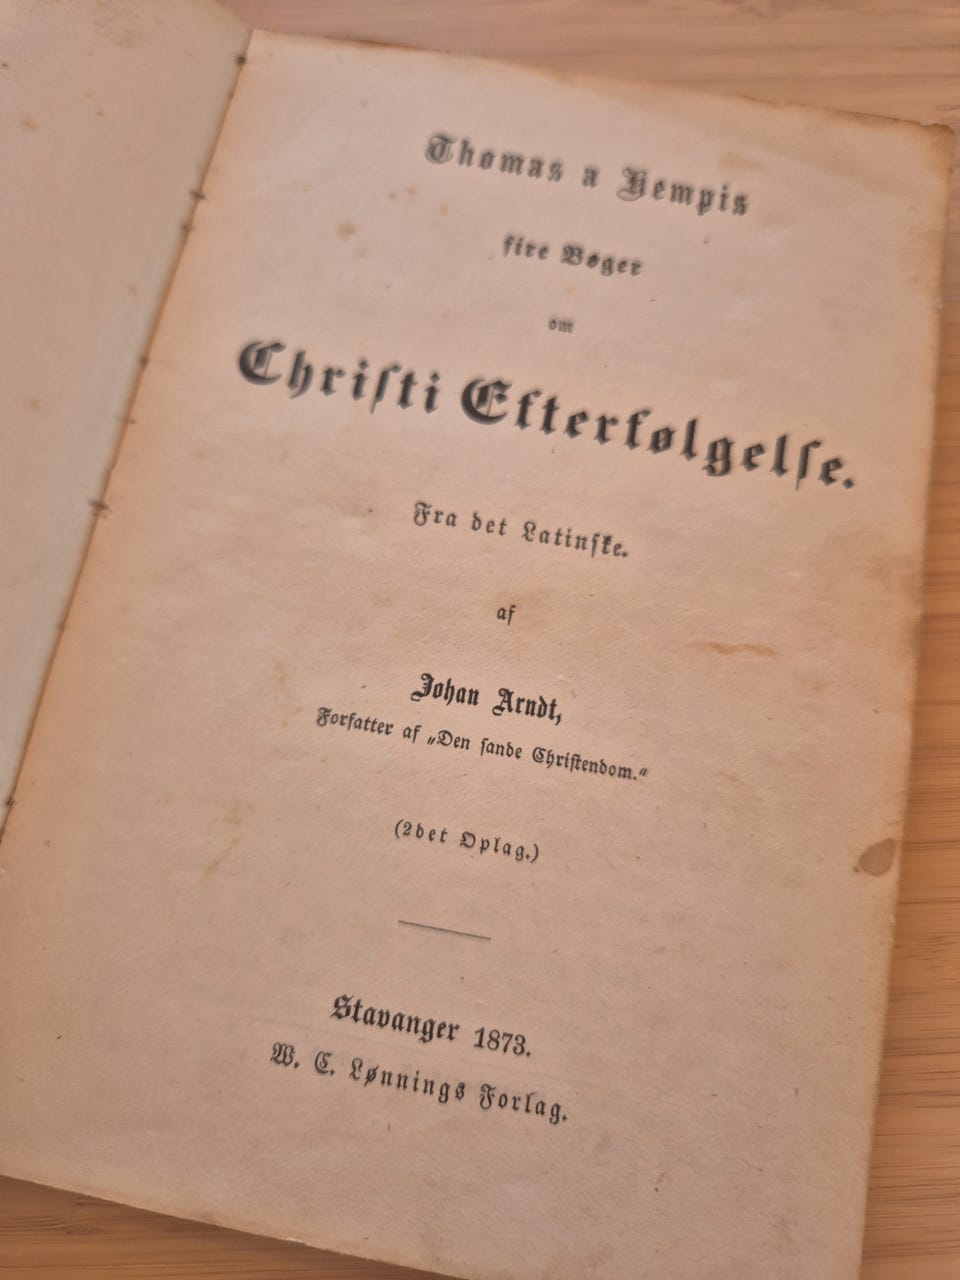 Thomas a Kempis
fire Bøger
om
Chriſti Efterfølgelſe.
Fra det Latinſke.
af
Johan Arndt,
Forfatter af „Den ſande Chriſtendom.“
(2det Oplag.)
Stavanger 1873.
W. C. Lønnings Forlag.